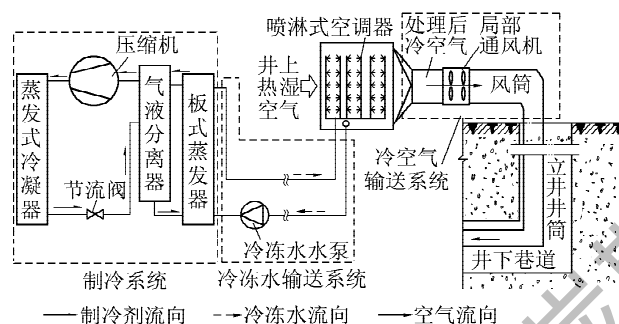 喷淋式空调器
处理后
冷空气
局部
通风机
压缩机
井上
热湿
空气
风筒
蒸发式冷凝器
气液分离器
板式蒸发器
节流阀
冷空气
输送系统
立井井筒
冷冻水水泵
井下巷道
制冷系统
冷冻水输送系统
制冷剂流向
冷冻水流向
空气流向